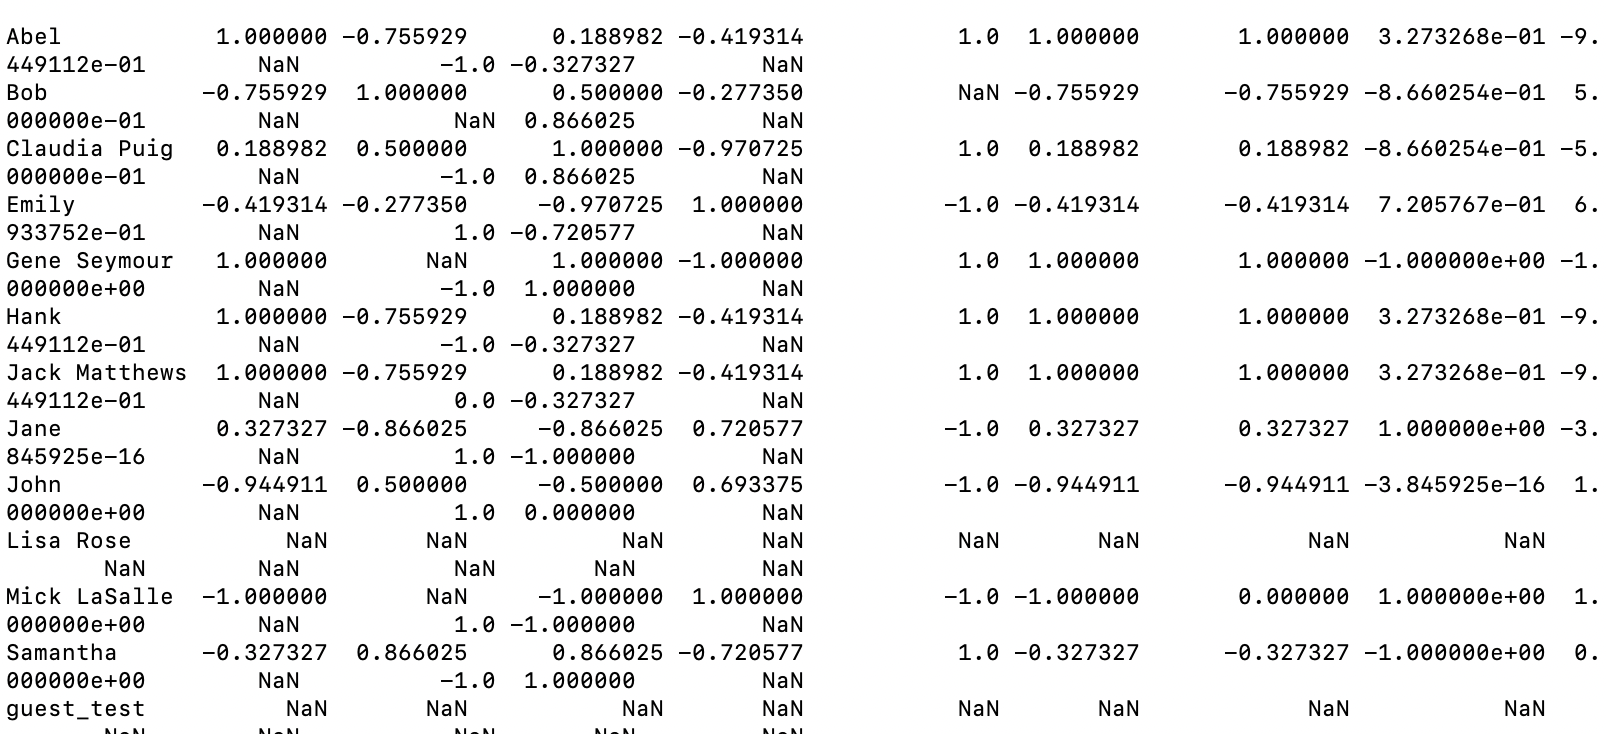 Abel           1.000000 -0.755929      0.188982 -0.419314           1.0  1.000000       1.000000  3.273268e-01 -9.
449112e-01        NaN          -1.0 -0.327327         NaN
Bob           -0.755929  1.000000      0.500000 -0.277350           NaN -0.755929      -0.755929 -8.660254e-01  5.
000000e-01        NaN           NaN  0.866025         NaN
Claudia Puig   0.188982  0.500000      1.000000 -0.970725           1.0  0.188982       0.188982 -8.660254e-01 -5.
000000e-01        NaN          -1.0  0.866025         NaN
Emily         -0.419314 -0.277350     -0.970725  1.000000          -1.0 -0.419314      -0.419314  7.205767e-01  6.
933752e-01        NaN           1.0 -0.720577         NaN
Gene Seymour   1.000000       NaN      1.000000 -1.000000           1.0  1.000000       1.000000 -1.000000e+00 -1.
000000e+00        NaN          -1.0  1.000000         NaN
Hank           1.000000 -0.755929      0.188982 -0.419314           1.0  1.000000       1.000000  3.273268e-01 -9.
449112e-01        NaN          -1.0 -0.327327         NaN
Jack Matthews  1.000000 -0.755929      0.188982 -0.419314           1.0  1.000000       1.000000  3.273268e-01 -9.
449112e-01        NaN           0.0 -0.327327         NaN
Jane           0.327327 -0.866025     -0.866025  0.720577          -1.0  0.327327       0.327327  1.000000e+00 -3.
845925e-16        NaN           1.0 -1.000000         NaN
John          -0.944911  0.500000     -0.500000  0.693375          -1.0 -0.944911      -0.944911 -3.845925e-16  1.
000000e+00        NaN           1.0  0.000000         NaN
Lisa Rose           NaN       NaN           NaN       NaN           NaN       NaN            NaN           NaN
       NaN        NaN           NaN       NaN         NaN
Mick LaSalle  -1.000000       NaN     -1.000000  1.000000          -1.0 -1.000000       0.000000  1.000000e+00  1.
000000e+00        NaN           1.0 -1.000000         NaN
Samantha      -0.327327  0.866025      0.866025 -0.720577           1.0 -0.327327      -0.327327 -1.000000e+00  0.
000000e+00        NaN          -1.0  1.000000         NaN
guest_test          NaN       NaN           NaN       NaN           NaN       NaN            NaN           NaN
       NaN        NaN           NaN       NaN         NaN